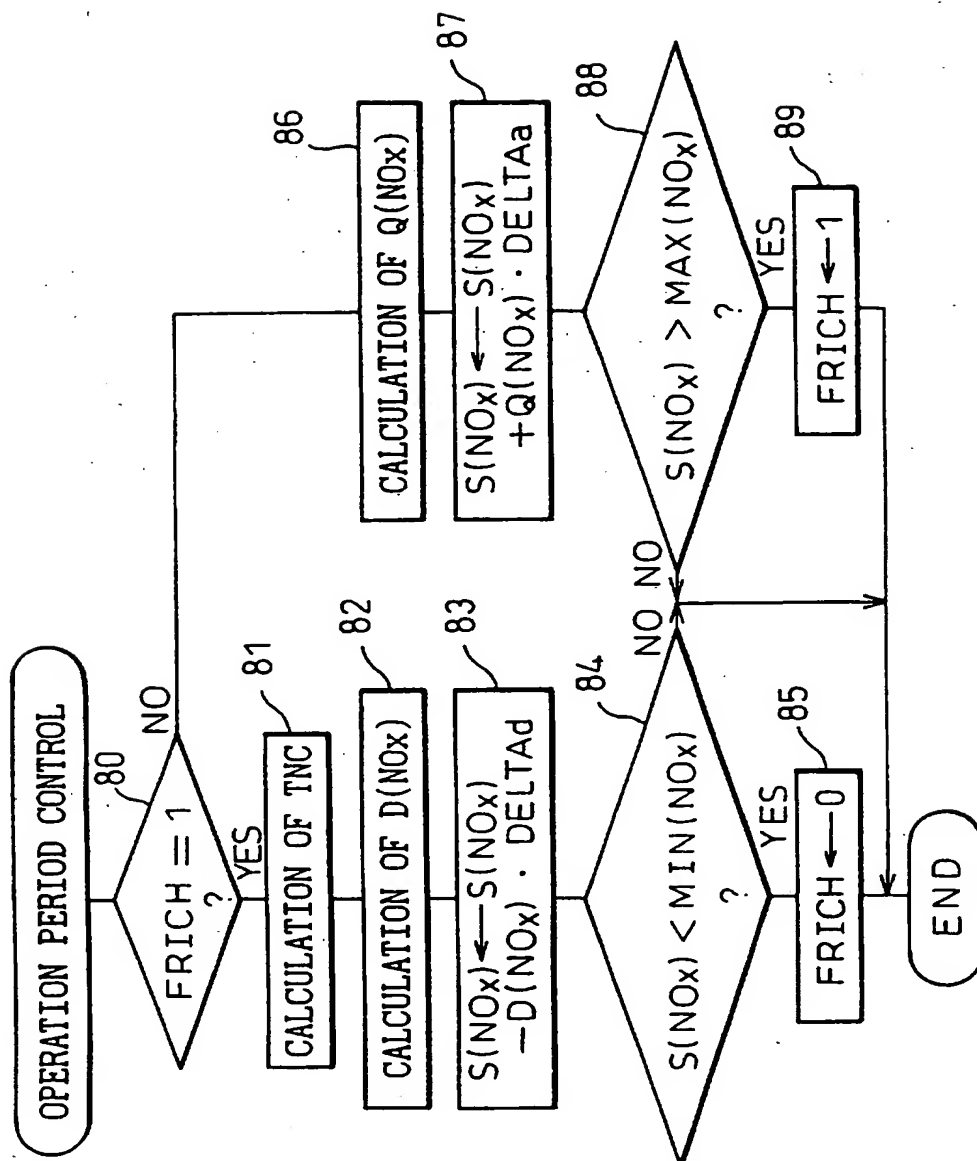 OPERATION PERIOD CONTROL
80
FRICH = 1
?
NO
YES
81
CALCULATION OF TNC
82
CALCULATION OF D(NOx)
83
S(NOx) ← S(NOx)
−D(NOx) · DELTAd
84
S(NOx) < MIN(NOx)
?
NO
YES
85
FRICH ← 0
86
CALCULATION OF Q(NOx)
87
S(NOx) ← S(NOx)
+Q(NOx) · DELTAa
88
S(NOx) > MAX(NOx)
?
NO
YES
89
FRICH ← 1
END